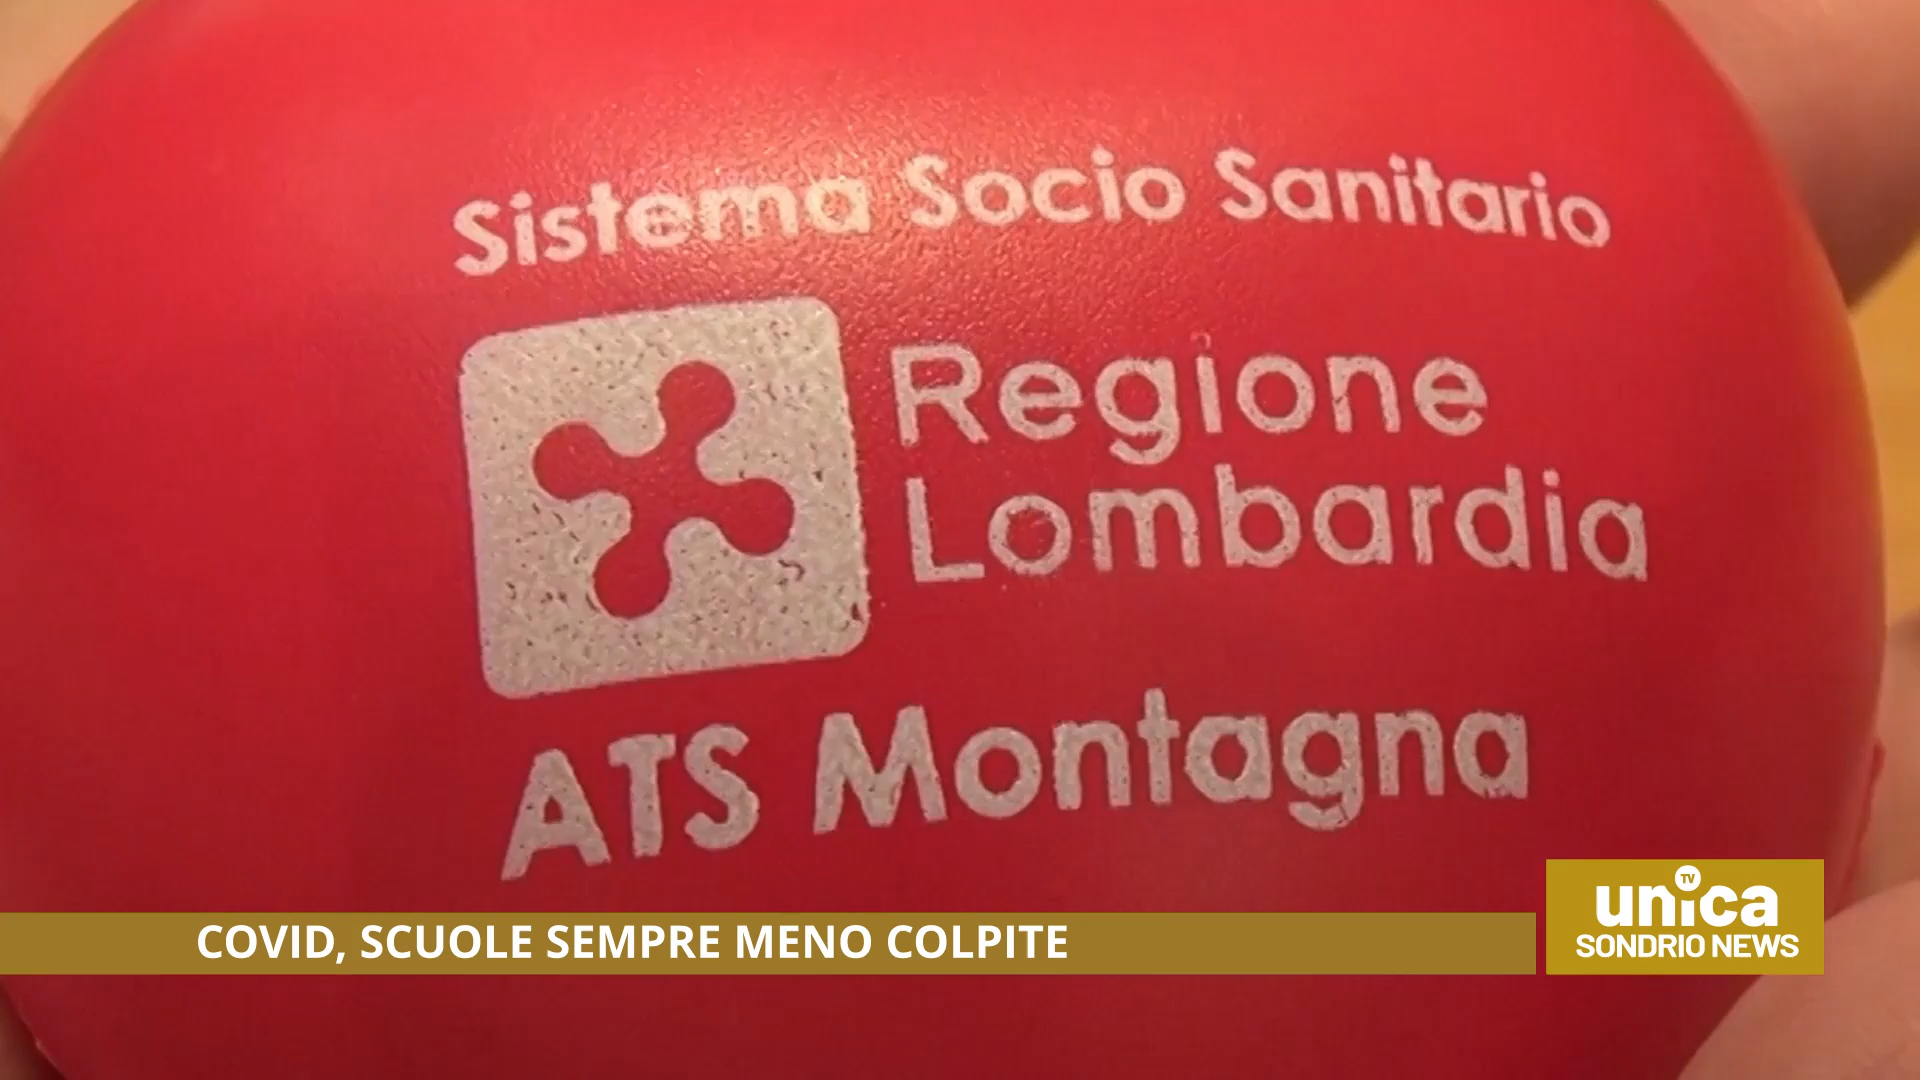 Sistema Socio Sanitario
Regione
Lombardia
ATS Montagna
COVID, SCUOLE SEMPRE MENO COLPITE
TV
unica
SONDRIO NEWS